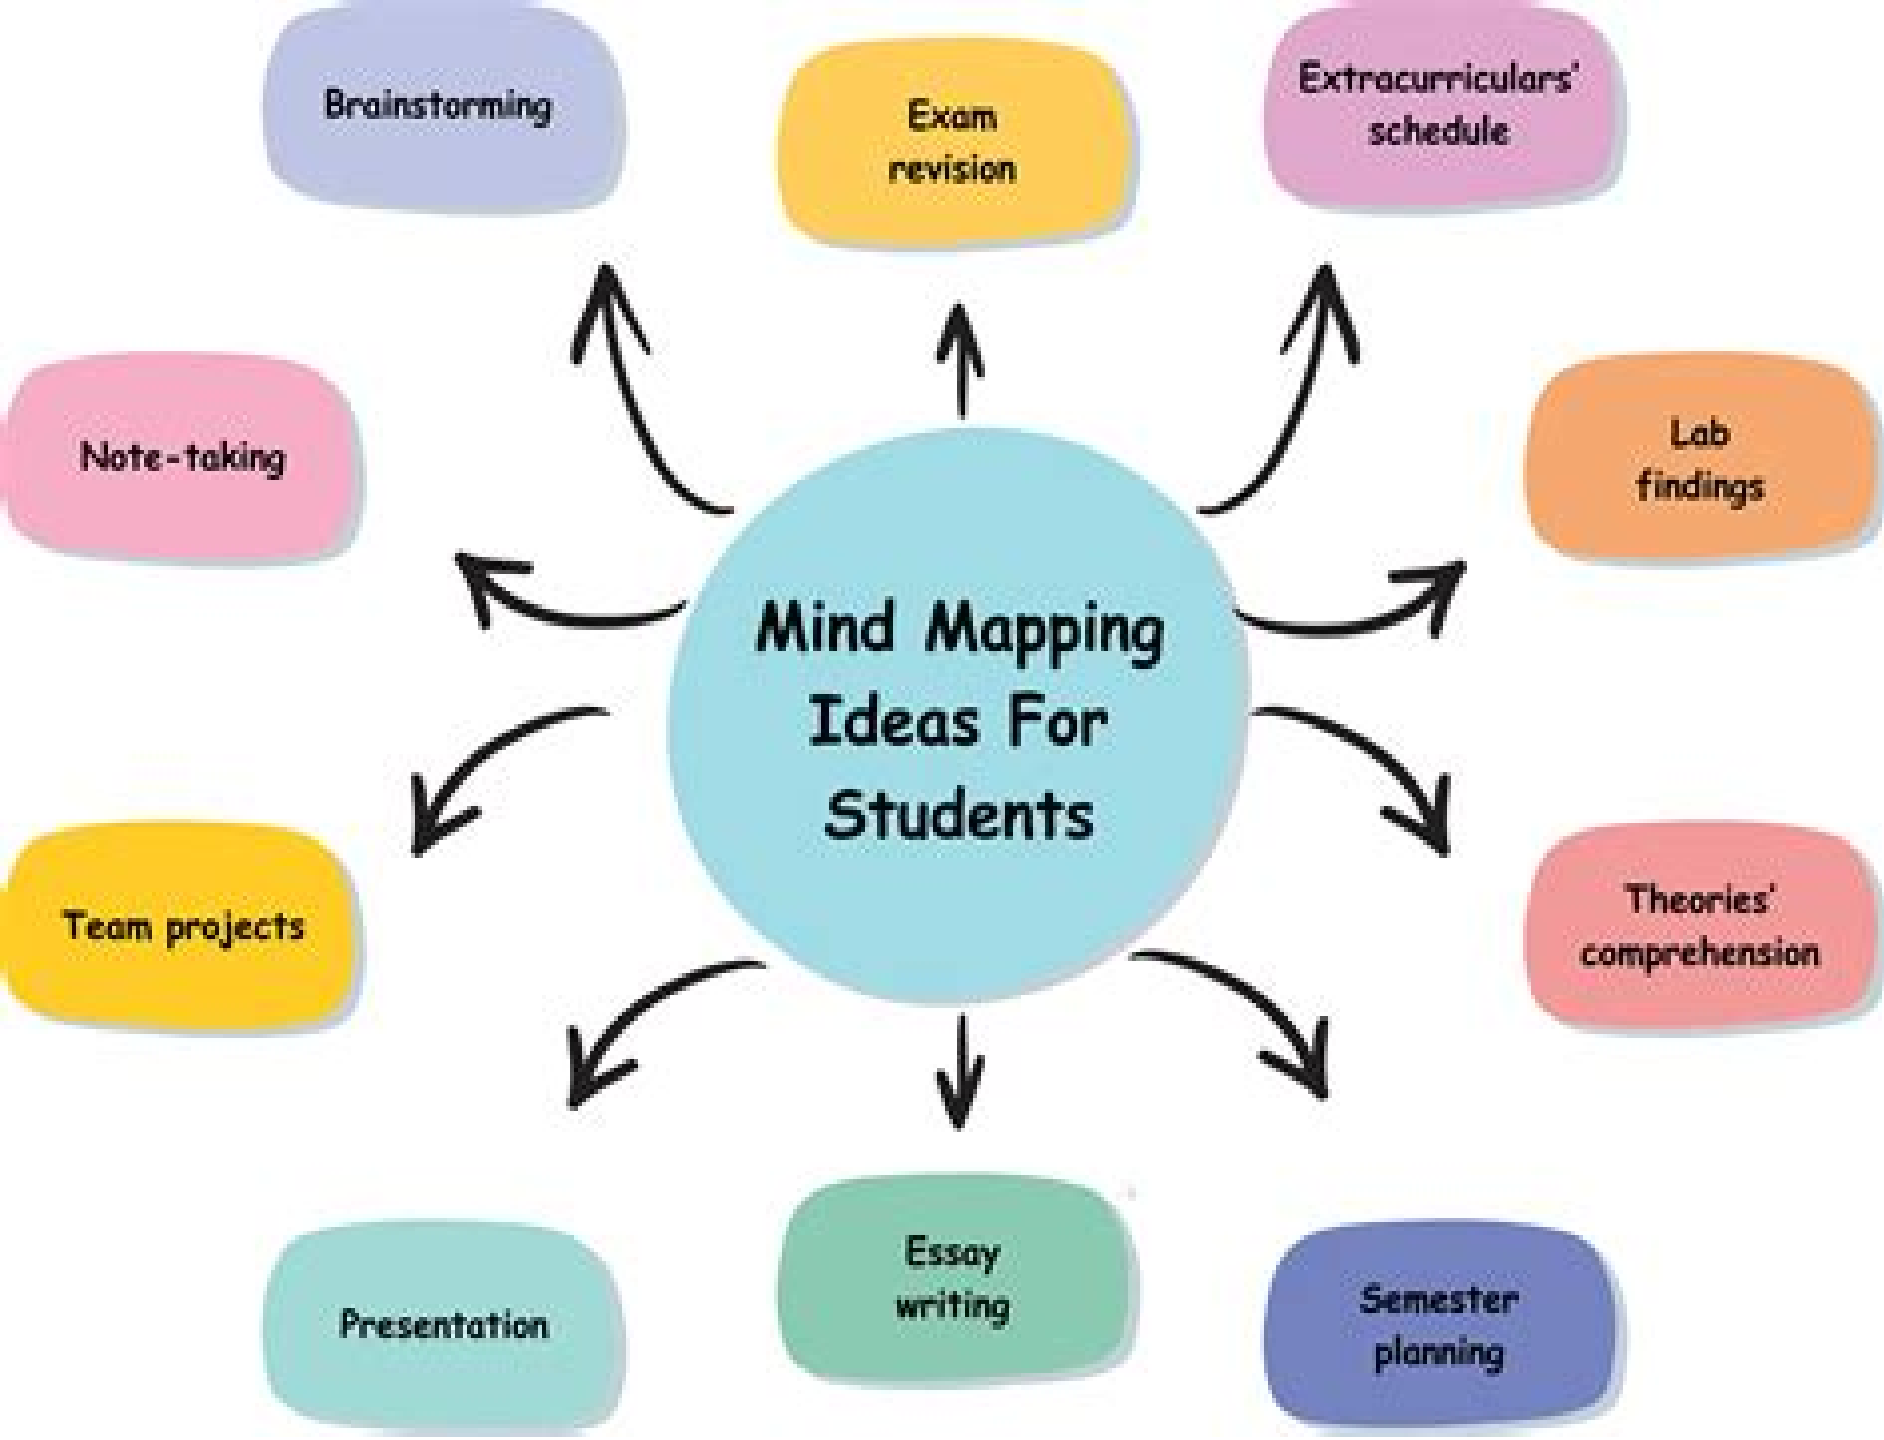 Brainstorming
Exam
revision
Extracurriculars'
schedule
Note-taking
Lab
findings
Mind Mapping
Ideas For
Students
Team projects
Theories'
comprehension
Presentation
Essay
writing
Semester
planning